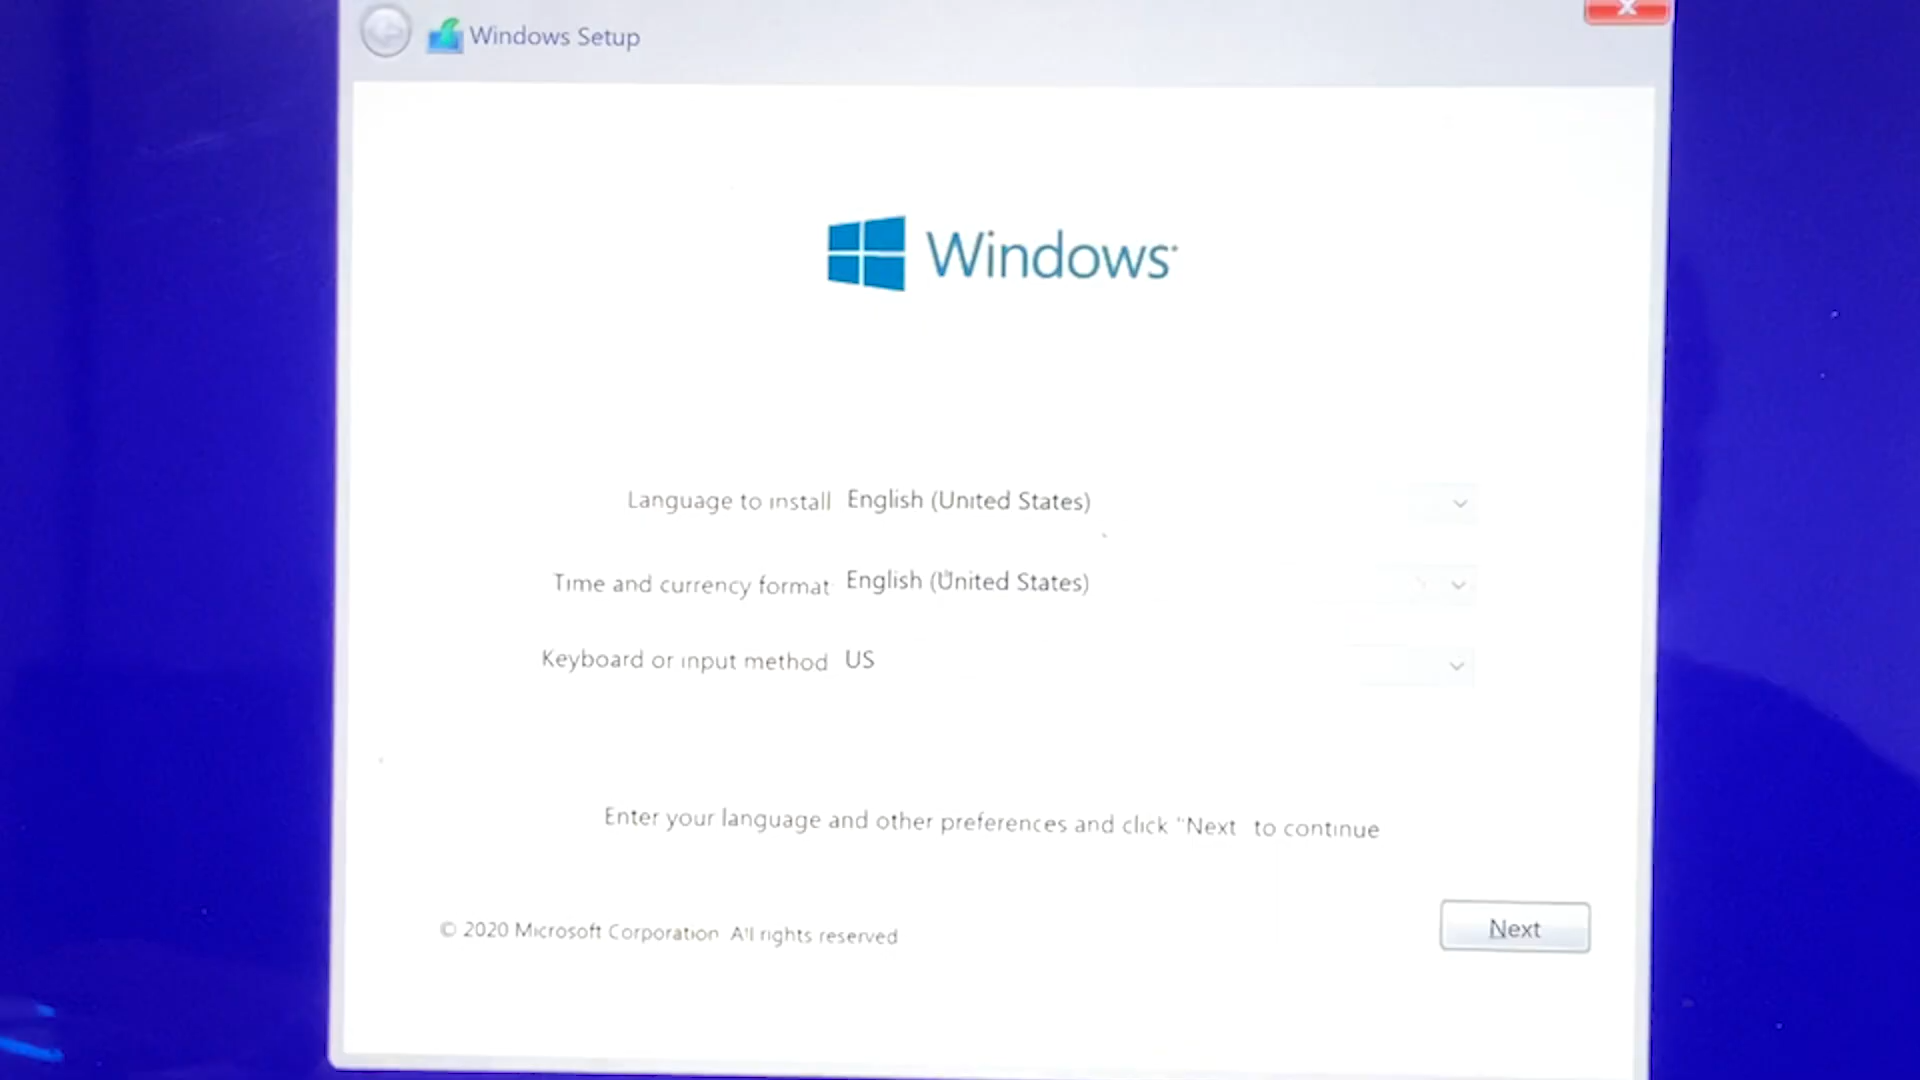 Windows Setup
Windows
Language to install English (United States)
Time and currency format English (United States)
Keyboard or input method US
Enter your language and other preferences and click "Next to continue
© 2020 Microsoft Corporation All rights reserved
Next